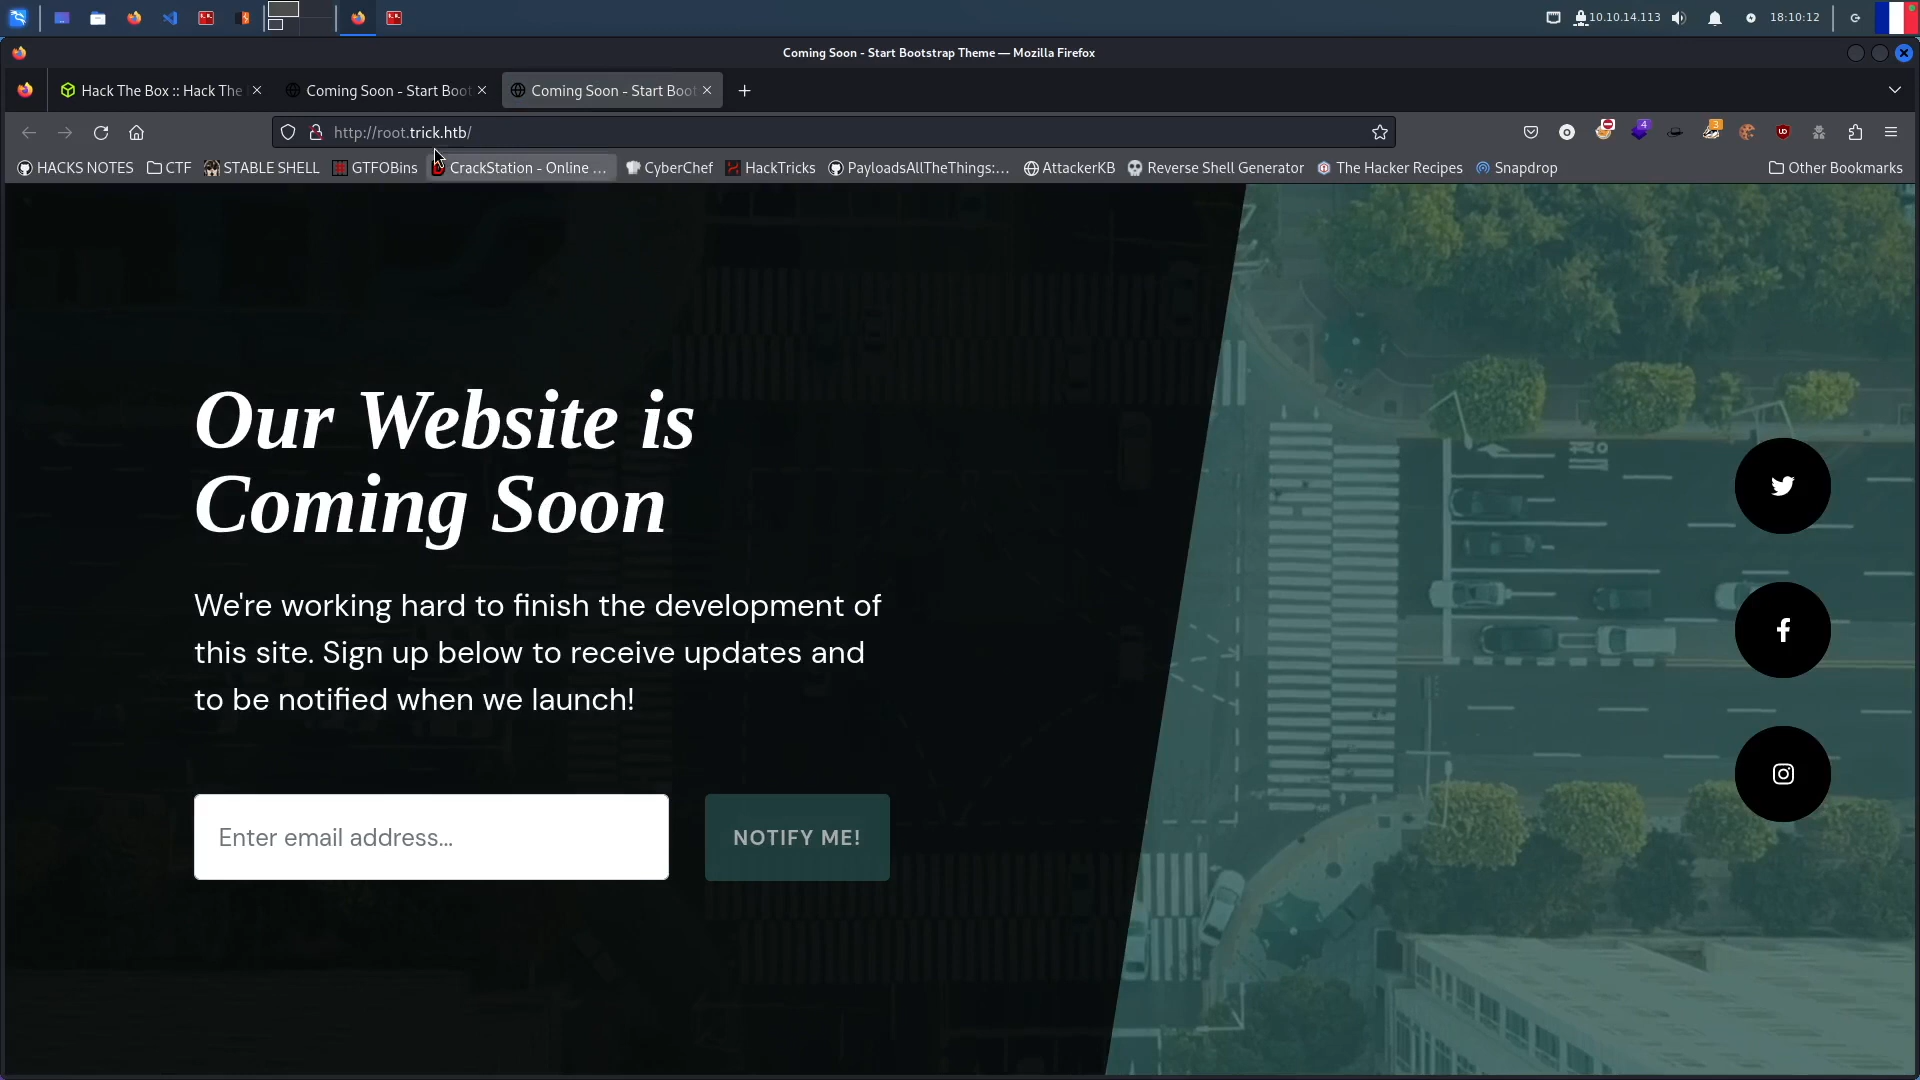 10.10.14.113
18:10:12
Coming Soon - Start Bootstrap Theme — Mozilla Firefox
Hack The Box :: Hack The
Coming Soon - Start Boot
Coming Soon - Start Boot
http://root.trick.htb/
4
3
HACKS NOTES
CTF
STABLE SHELL
GTFOBins
CrackStation - Online ...
CyberChef
HackTricks
PayloadsAllTheThings:...
AttackerKB
Reverse Shell Generator
The Hacker Recipes
Snapdrop
Other Bookmarks
Our Website is
Coming Soon
We're working hard to finish the development of
this site. Sign up below to receive updates and
to be notified when we launch!
Enter email address...
NOTIFY ME!